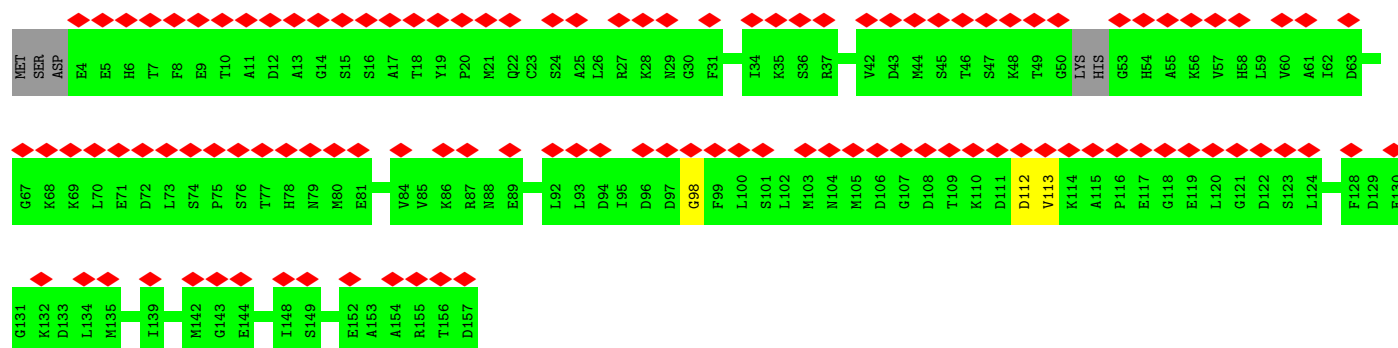 MET SER ASP E4 E5 H6 T7 F8 E9 T10 A11 D12 A13 G14 S15 S16 A17 T18 Y19 P20 M21 Q22 C23 S24 A25 L26 R27 K28 N29 G30 F31 I34 K35 S36 R37 V42 D43 M44 S45 T46 S47 K48 T49 G50 LYS HIS G53 H54 A55 K56 V57 H58 L59 V60 A61 I62 D63
G67 K68 K69 L70 E71 D72 L73 S74 P75 S76 T77 H78 N79 M80 E81 V84 V85 K86 R87 N88 E89 L92 L93 D94 I95 D96 D97 G98 F99 L100 S101 L102 M103 N104 M105 D106 G107 D108 T109 K110 D111 D112 V113 K114 A115 P116 E117 G118 E119 L120 G121 D122 S123 L124 F128 D129 E130
G131 K132 D133 L134 M135 I139 M142 G143 E144 I148 S149 E152 A153 A154 R155 T156 D157